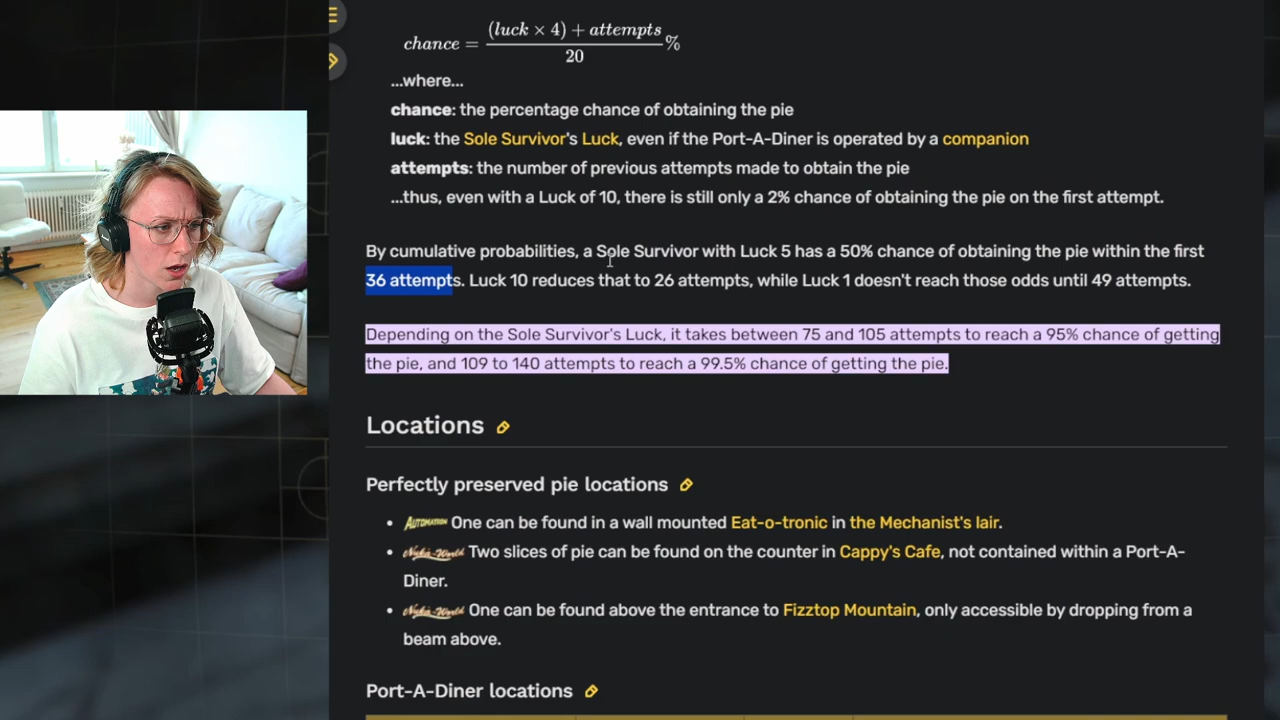 chance = (luck × 4) + attempts / 20 %
...where...
chance: the percentage chance of obtaining the pie
luck: the Sole Survivor's Luck, even if the Port-A-Diner is operated by a companion
attempts: the number of previous attempts made to obtain the pie
...thus, even with a Luck of 10, there is still only a 2% chance of obtaining the pie on the first attempt.
By cumulative probabilities, a Sole Survivor with Luck 5 has a 50% chance of obtaining the pie within the first
36 attempts. Luck 10 reduces that to 26 attempts, while Luck 1 doesn't reach those odds until 49 attempts.
Depending on the Sole Survivor's Luck, it takes between 75 and 105 attempts to reach a 95% chance of getting
the pie, and 109 to 140 attempts to reach a 99.5% chance of getting the pie.
Locations
Perfectly preserved pie locations
AUTOMATRON One can be found in a wall mounted Eat-o-tronic in the Mechanist's lair.
Nuka-World Two slices of pie can be found on the counter in Cappy's Cafe, not contained within a Port-A-
Diner.
Nuka-World One can be found above the entrance to Fizztop Mountain, only accessible by dropping from a
beam above.
Port-A-Diner locations